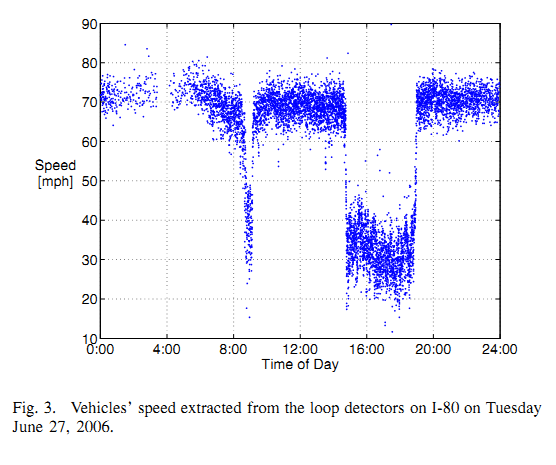 90
80
70
60
Speed
[mph]
50
40
30
20
10
0:00 4:00 8:00 12:00 16:00 20:00 24:00
Time of Day
Fig. 3. Vehicles' speed extracted from the loop detectors on I-80 on Tuesday
June 27, 2006.